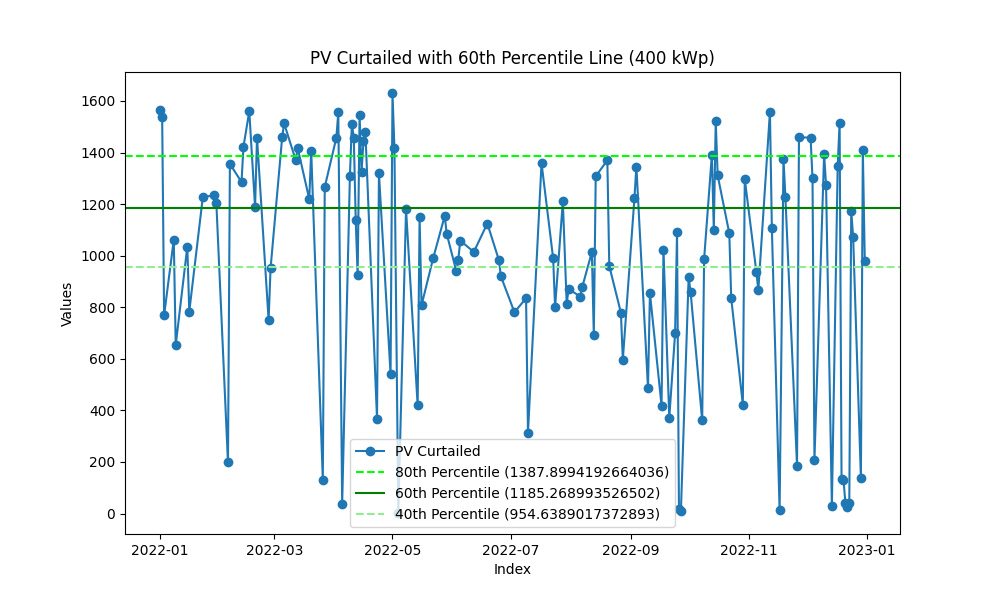 PV Curtailed with 60th Percentile Line (400 kWp)
Values
1600
1400
1200
1000
800
600
400
200
0
PV Curtailed
80th Percentile (1387.8994192664036)
60th Percentile (1185.268993526502)
40th Percentile (954.6389017372893)
2022-01 2022-03 2022-05 2022-07 2022-09 2022-11 2023-01
Index